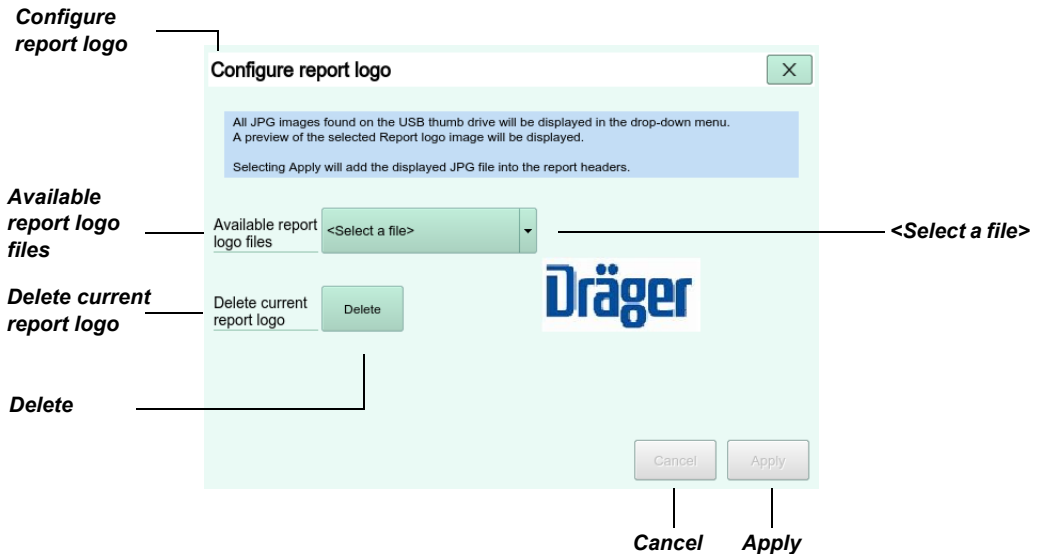 Configure
report logo
Configure report logo
X
All JPG images found on the USB thumb drive will be displayed in the drop-down menu.
A preview of the selected Report logo image will be displayed.
Selecting Apply will add the displayed JPG file into the report headers.
Available
report logo
files
Available report
logo files
<Select a file>
<Select a file>
Delete current
report logo
Delete current
report logo
Delete
Dräger
Delete
Cancel
Apply
Cancel
Apply